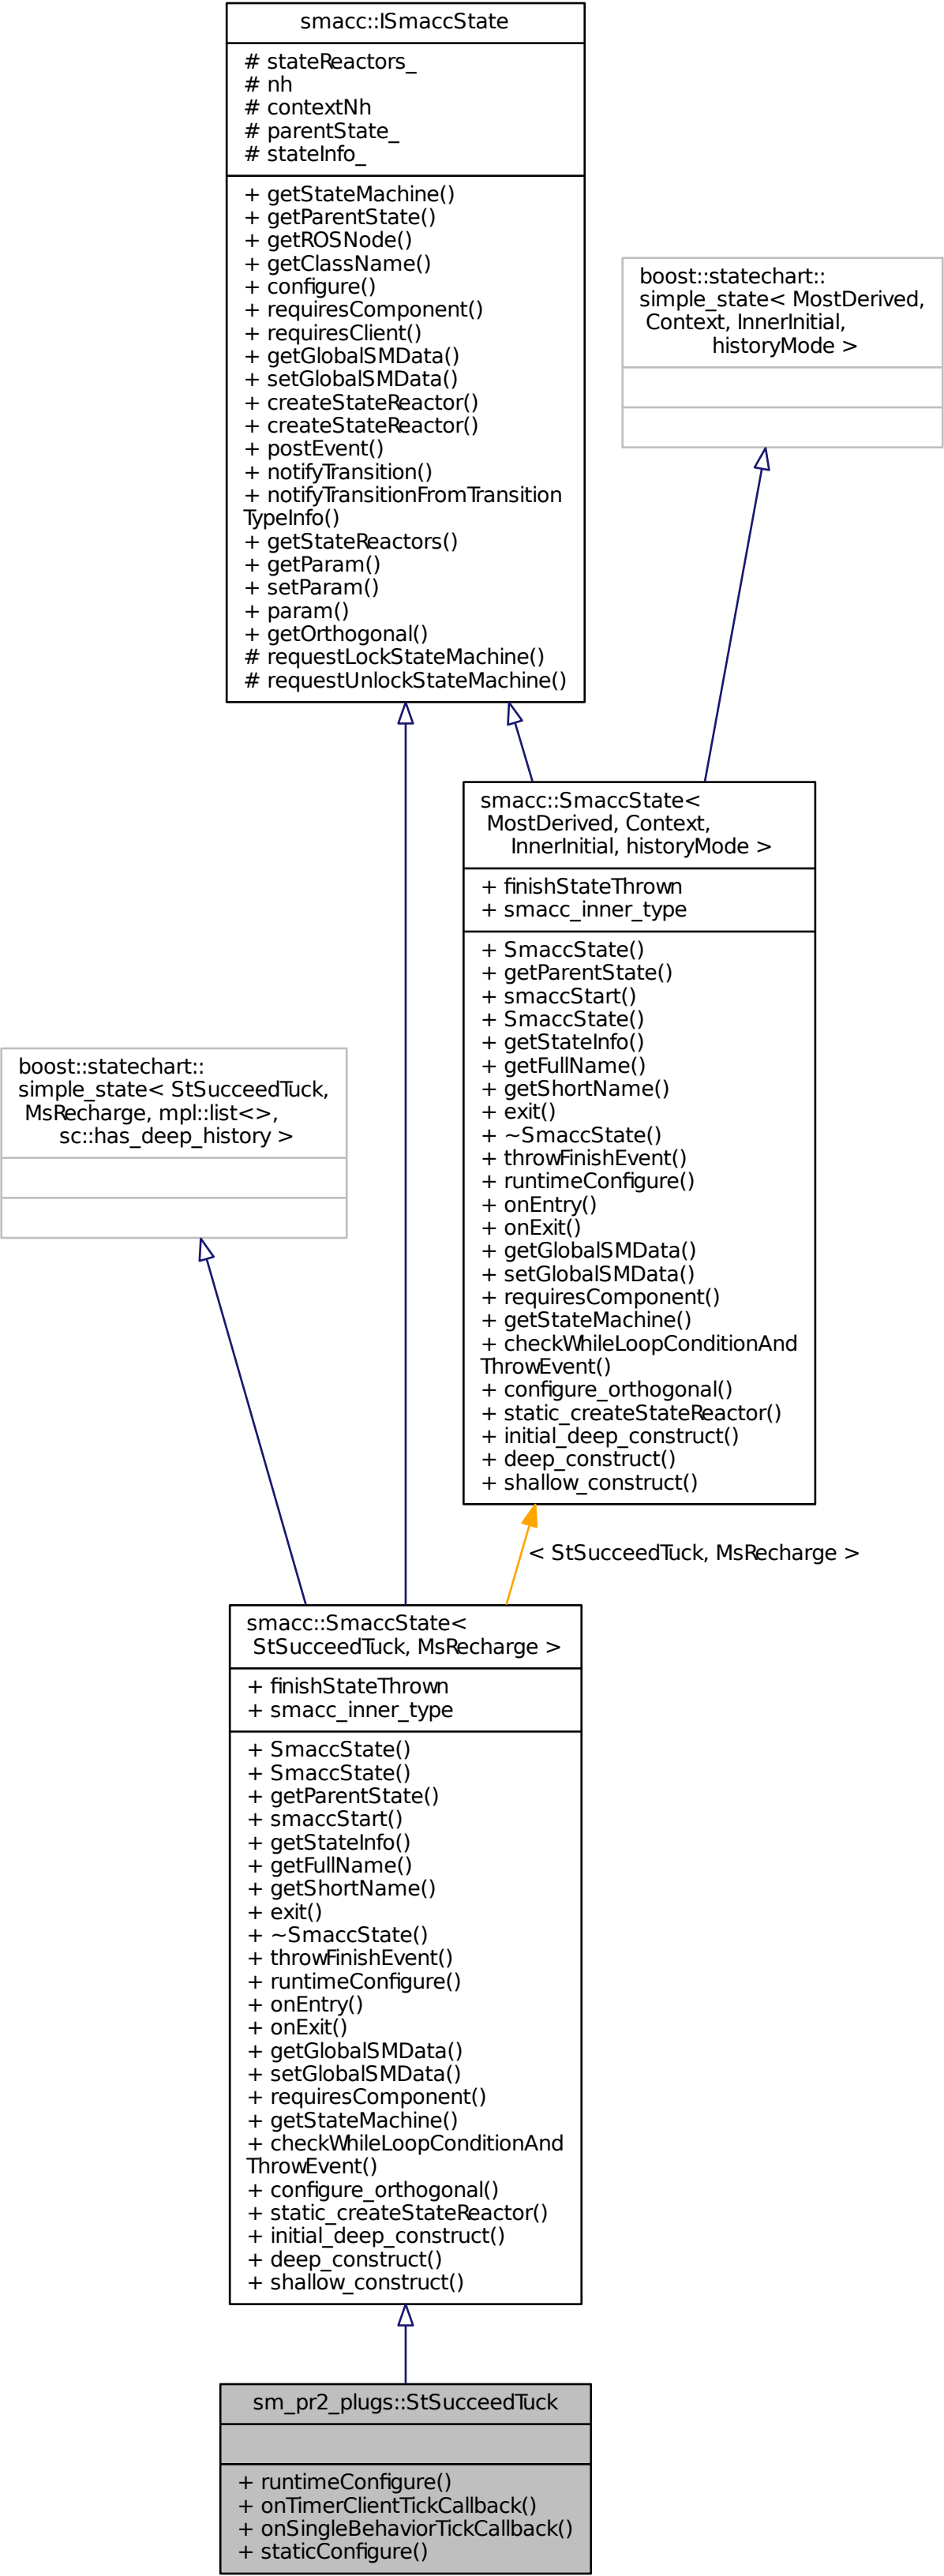 smacc::ISmaccState
# stateReactors_
# nh
# contextNh
# parentState_
# stateInfo_
+ getStateMachine()
+ getParentState()
+ getROSNode()
+ getClassName()
+ configure()
+ requiresComponent()
+ requiresClient()
+ getGlobalSMData()
+ setGlobalSMData()
+ createStateReactor()
+ createStateReactor()
+ postEvent()
+ notifyTransition()
+ notifyTransitionFromTransition
TypeInfo()
+ getStateReactors()
+ getParam()
+ setParam()
+ param()
+ getOrthogonal()
# requestLockStateMachine()
# requestUnlockStateMachine()
boost::statechart::
simple_state< MostDerived,
Context, InnerInitial,
historyMode >
smacc::SmaccState<
MostDerived, Context,
InnerInitial, historyMode >
+ finishStateThrown
+ smacc_inner_type
+ SmaccState()
+ getParentState()
+ smaccStart()
+ SmaccState()
+ getStateInfo()
+ getFullName()
+ getShortName()
+ exit()
+ ~SmaccState()
+ throwFinishEvent()
+ runtimeConfigure()
+ onEntry()
+ onExit()
+ getGlobalSMData()
+ setGlobalSMData()
+ requiresComponent()
+ getStateMachine()
+ checkWhileLoopConditionAnd
ThrowEvent()
+ configure_orthogonal()
+ static_createStateReactor()
+ initial_deep_construct()
+ deep_construct()
+ shallow_construct()
boost::statechart::
simple_state< StSucceedTuck,
MsRecharge, mpl::list<>,
sc::has_deep_history >
< StSucceedTuck, MsRecharge >
smacc::SmaccState<
StSucceedTuck, MsRecharge >
+ finishStateThrown
+ smacc_inner_type
+ SmaccState()
+ SmaccState()
+ getParentState()
+ smaccStart()
+ getStateInfo()
+ getFullName()
+ getShortName()
+ exit()
+ ~SmaccState()
+ throwFinishEvent()
+ runtimeConfigure()
+ onEntry()
+ onExit()
+ getGlobalSMData()
+ setGlobalSMData()
+ requiresComponent()
+ getStateMachine()
+ checkWhileLoopConditionAnd
ThrowEvent()
+ configure_orthogonal()
+ static_createStateReactor()
+ initial_deep_construct()
+ deep_construct()
+ shallow_construct()
sm_pr2_plugs::StSucceedTuck
+ runtimeConfigure()
+ onTimerClientTickCallback()
+ onSingleBehaviorTickCallback()
+ staticConfigure()